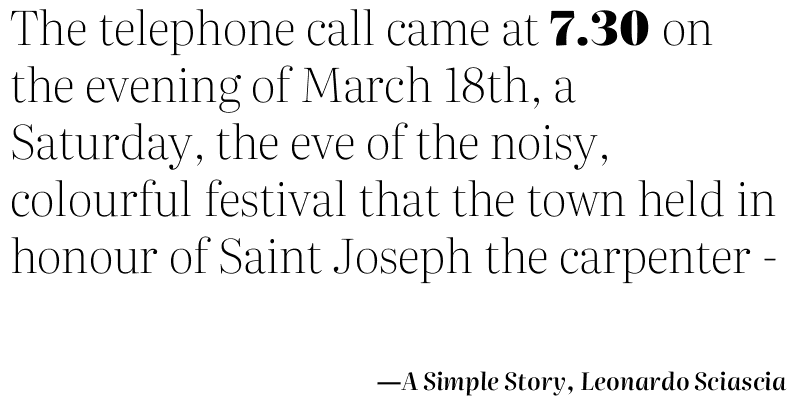 The telephone call came at 7.30 on
the evening of March 18th, a
Saturday, the eve of the noisy,
colourful festival that the town held in
honour of Saint Joseph the carpenter -
—A Simple Story, Leonardo Sciascia